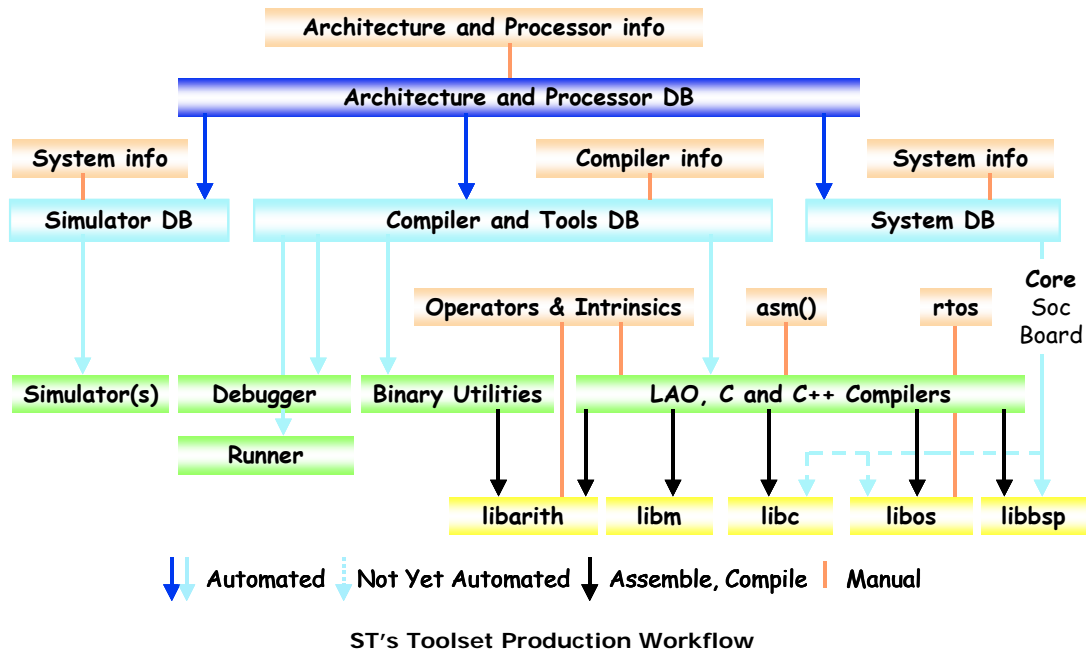 Architecture and Processor info
Architecture and Processor DB
System info
Compiler info
System info
Simulator DB
Compiler and Tools DB
System DB
Core
Soc
Board
Operators & Intrinsics
asm()
rtos
Simulator(s)
Debugger
Binary Utilities
LAO, C and C++ Compilers
Runner
libarith
libm
libc
libos
libbsp
Automated
Not Yet Automated
Assemble, Compile
Manual
ST's Toolset Production Workflow